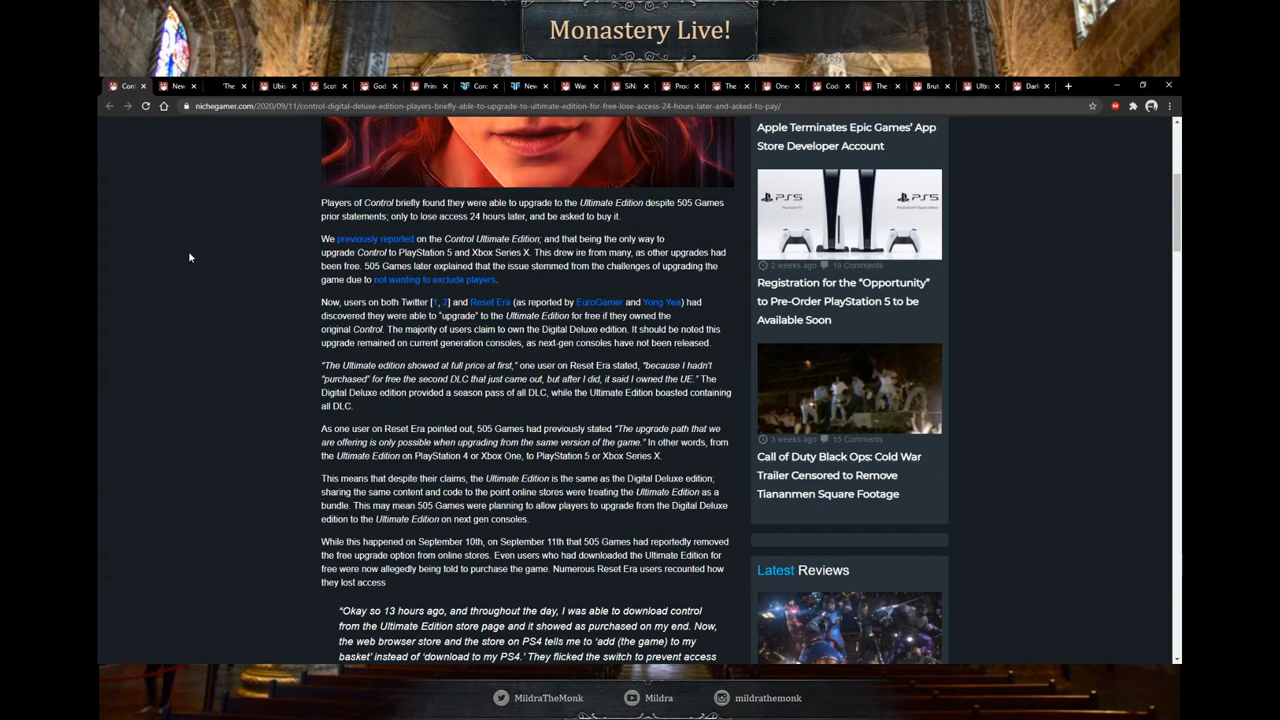 Monastery Live!
Cont
New
'The
Ubis
Scot
God
Prin
Core
New
War
SiN:
Prod
The
One
Code
The
Brut
Ultra
Dark
nichegamer.com/2020/09/11/control-digital-deluxe-edition-players-briefly-able-to-upgrade-to-ultimate-edition-for-free-lose-access-24-hours-later-and-asked-to-pay/
Players of Control briefly found they were able to upgrade to the Ultimate Edition despite 505 Games
prior statements; only to lose access 24 hours later, and be asked to buy it.
We previously reported on the Control Ultimate Edition; and that being the only way to
upgrade Control to PlayStation 5 and Xbox Series X. This drew ire from many, as other upgrades had
been free. 505 Games later explained that the issue stemmed from the challenges of upgrading the
game due to not wanting to exclude players.
Now, users on both Twitter [1, 2] and Reset Era (as reported by EuroGamer and Yong Yea) had
discovered they were able to "upgrade" to the Ultimate Edition for free if they owned the
original Control. The majority of users claim to own the Digital Deluxe edition. It should be noted this
upgrade remained on current generation consoles, as next-gen consoles have not been released.
"The Ultimate edition showed at full price at first," one user on Reset Era stated, "because I hadn't
"purchased" for free the second DLC that just came out, but after I did, it said I owned the UE." The
Digital Deluxe edition provided a season pass of all DLC, while the Ultimate Edition boasted containing
all DLC.
As one user on Reset Era pointed out, 505 Games had previously stated "The upgrade path that we
are offering is only possible when upgrading from the same version of the game." In other words, from
the Ultimate Edition on PlayStation 4 or Xbox One, to PlayStation 5 or Xbox Series X.
This means that despite their claims, the Ultimate Edition is the same as the Digital Deluxe edition;
sharing the same content and code to the point online stores were treating the Ultimate Edition as a
bundle. This may mean 505 Games were planning to allow players to upgrade from the Digital Deluxe
edition to the Ultimate Edition on next gen consoles.
While this happened on September 10th, on September 11th that 505 Games had reportedly removed
the free upgrade option from online stores. Even users who had downloaded the Ultimate Edition for
free were now allegedly being told to purchase the game. Numerous Reset Era users recounted how
they lost access
"Okay so 13 hours ago, and throughout the day, I was able to download control
from the Ultimate Edition store page and it showed as purchased on my end. Now,
the web browser store and the store on PS4 tells me to 'add (the game) to my
basket' instead of 'download to my PS4.' They flicked the switch to prevent access
Apple Terminates Epic Games' App
Store Developer Account
PS5
PS5
2 weeks ago 19 Comments
Registration for the "Opportunity"
to Pre-Order PlayStation 5 to be
Available Soon
3 weeks ago 15 Comments
Call of Duty Black Ops: Cold War
Trailer Censored to Remove
Tiananmen Square Footage
Latest Reviews
MildraTheMonk
Mildra
mildrathemonk